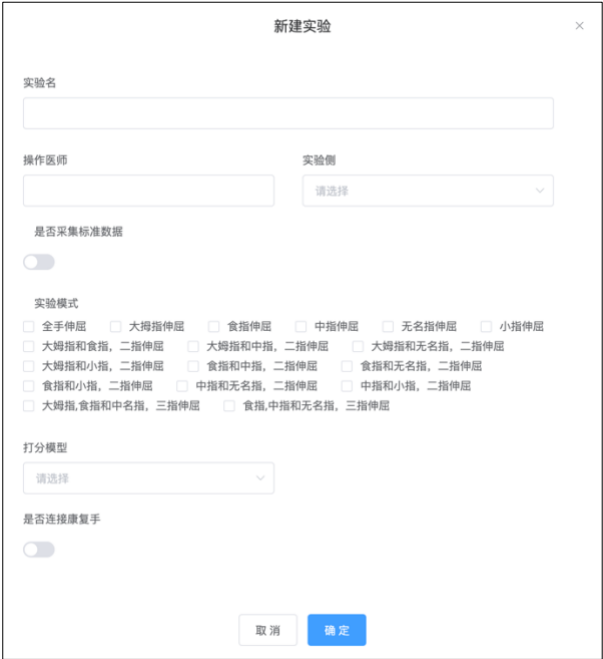 新建实验 ×
实验名
操作医师 实验侧
请选择
是否采集标准数据
实验模式
全手伸屈 大拇指伸屈 食指伸屈 中指伸屈 无名指伸屈 小指伸屈
大姆指和食指，二指伸屈 大姆指和中指，二指伸屈 大姆指和无名指，二指伸屈
大姆指和小指，二指伸屈 食指和中指，二指伸屈 食指和无名指，二指伸屈
食指和小指，二指伸屈 中指和无名指，二指伸屈 中指和小指，二指伸屈
大姆指,食指和中名指，三指伸屈 食指,中指和无名指，三指伸屈
打分模型
请选择
是否连接康复手
取消 确定